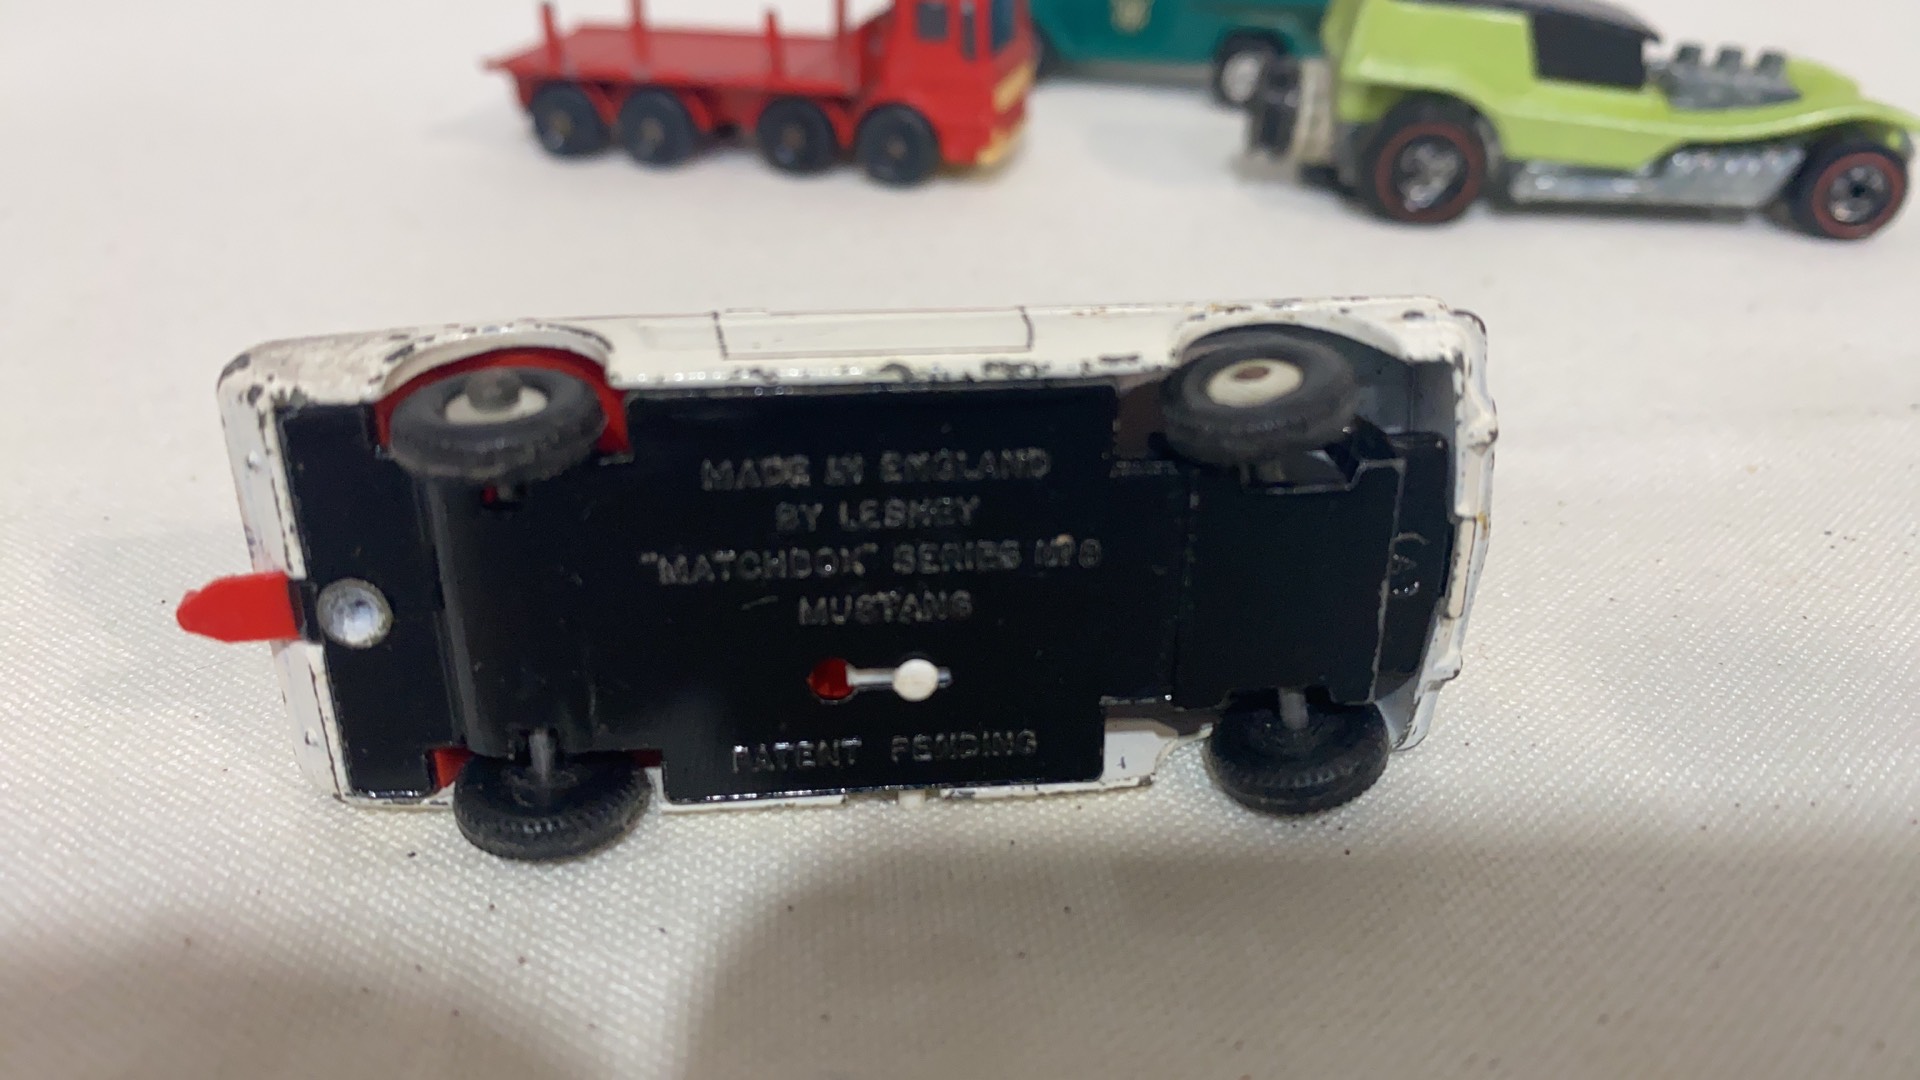 MADE IN ENGLAND
BY LESNEY
"MATCHBOX" SERIES Nº 8
MUSTANG
PATENT PENDING